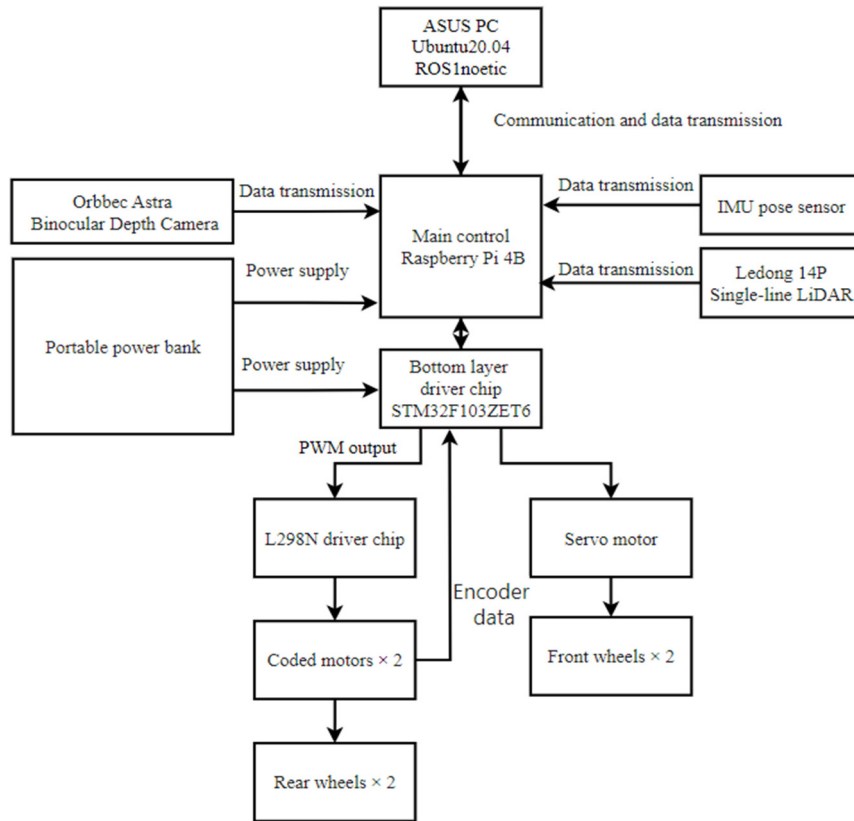 ASUS PC
Ubuntu20.04
ROS1noetic
Communication and data transmission
Orbbec Astra
Binocular Depth Camera
Data transmission
Main control
Raspberry Pi 4B
Data transmission
IMU pose sensor
Data transmission
Ledong 14P
Single-line LiDAR
Portable power bank
Power supply
Power supply
Bottom layer
driver chip
STM32F103ZET6
PWM output
L298N driver chip
Servo motor
Encoder
data
Coded motors × 2
Front wheels × 2
Rear wheels × 2